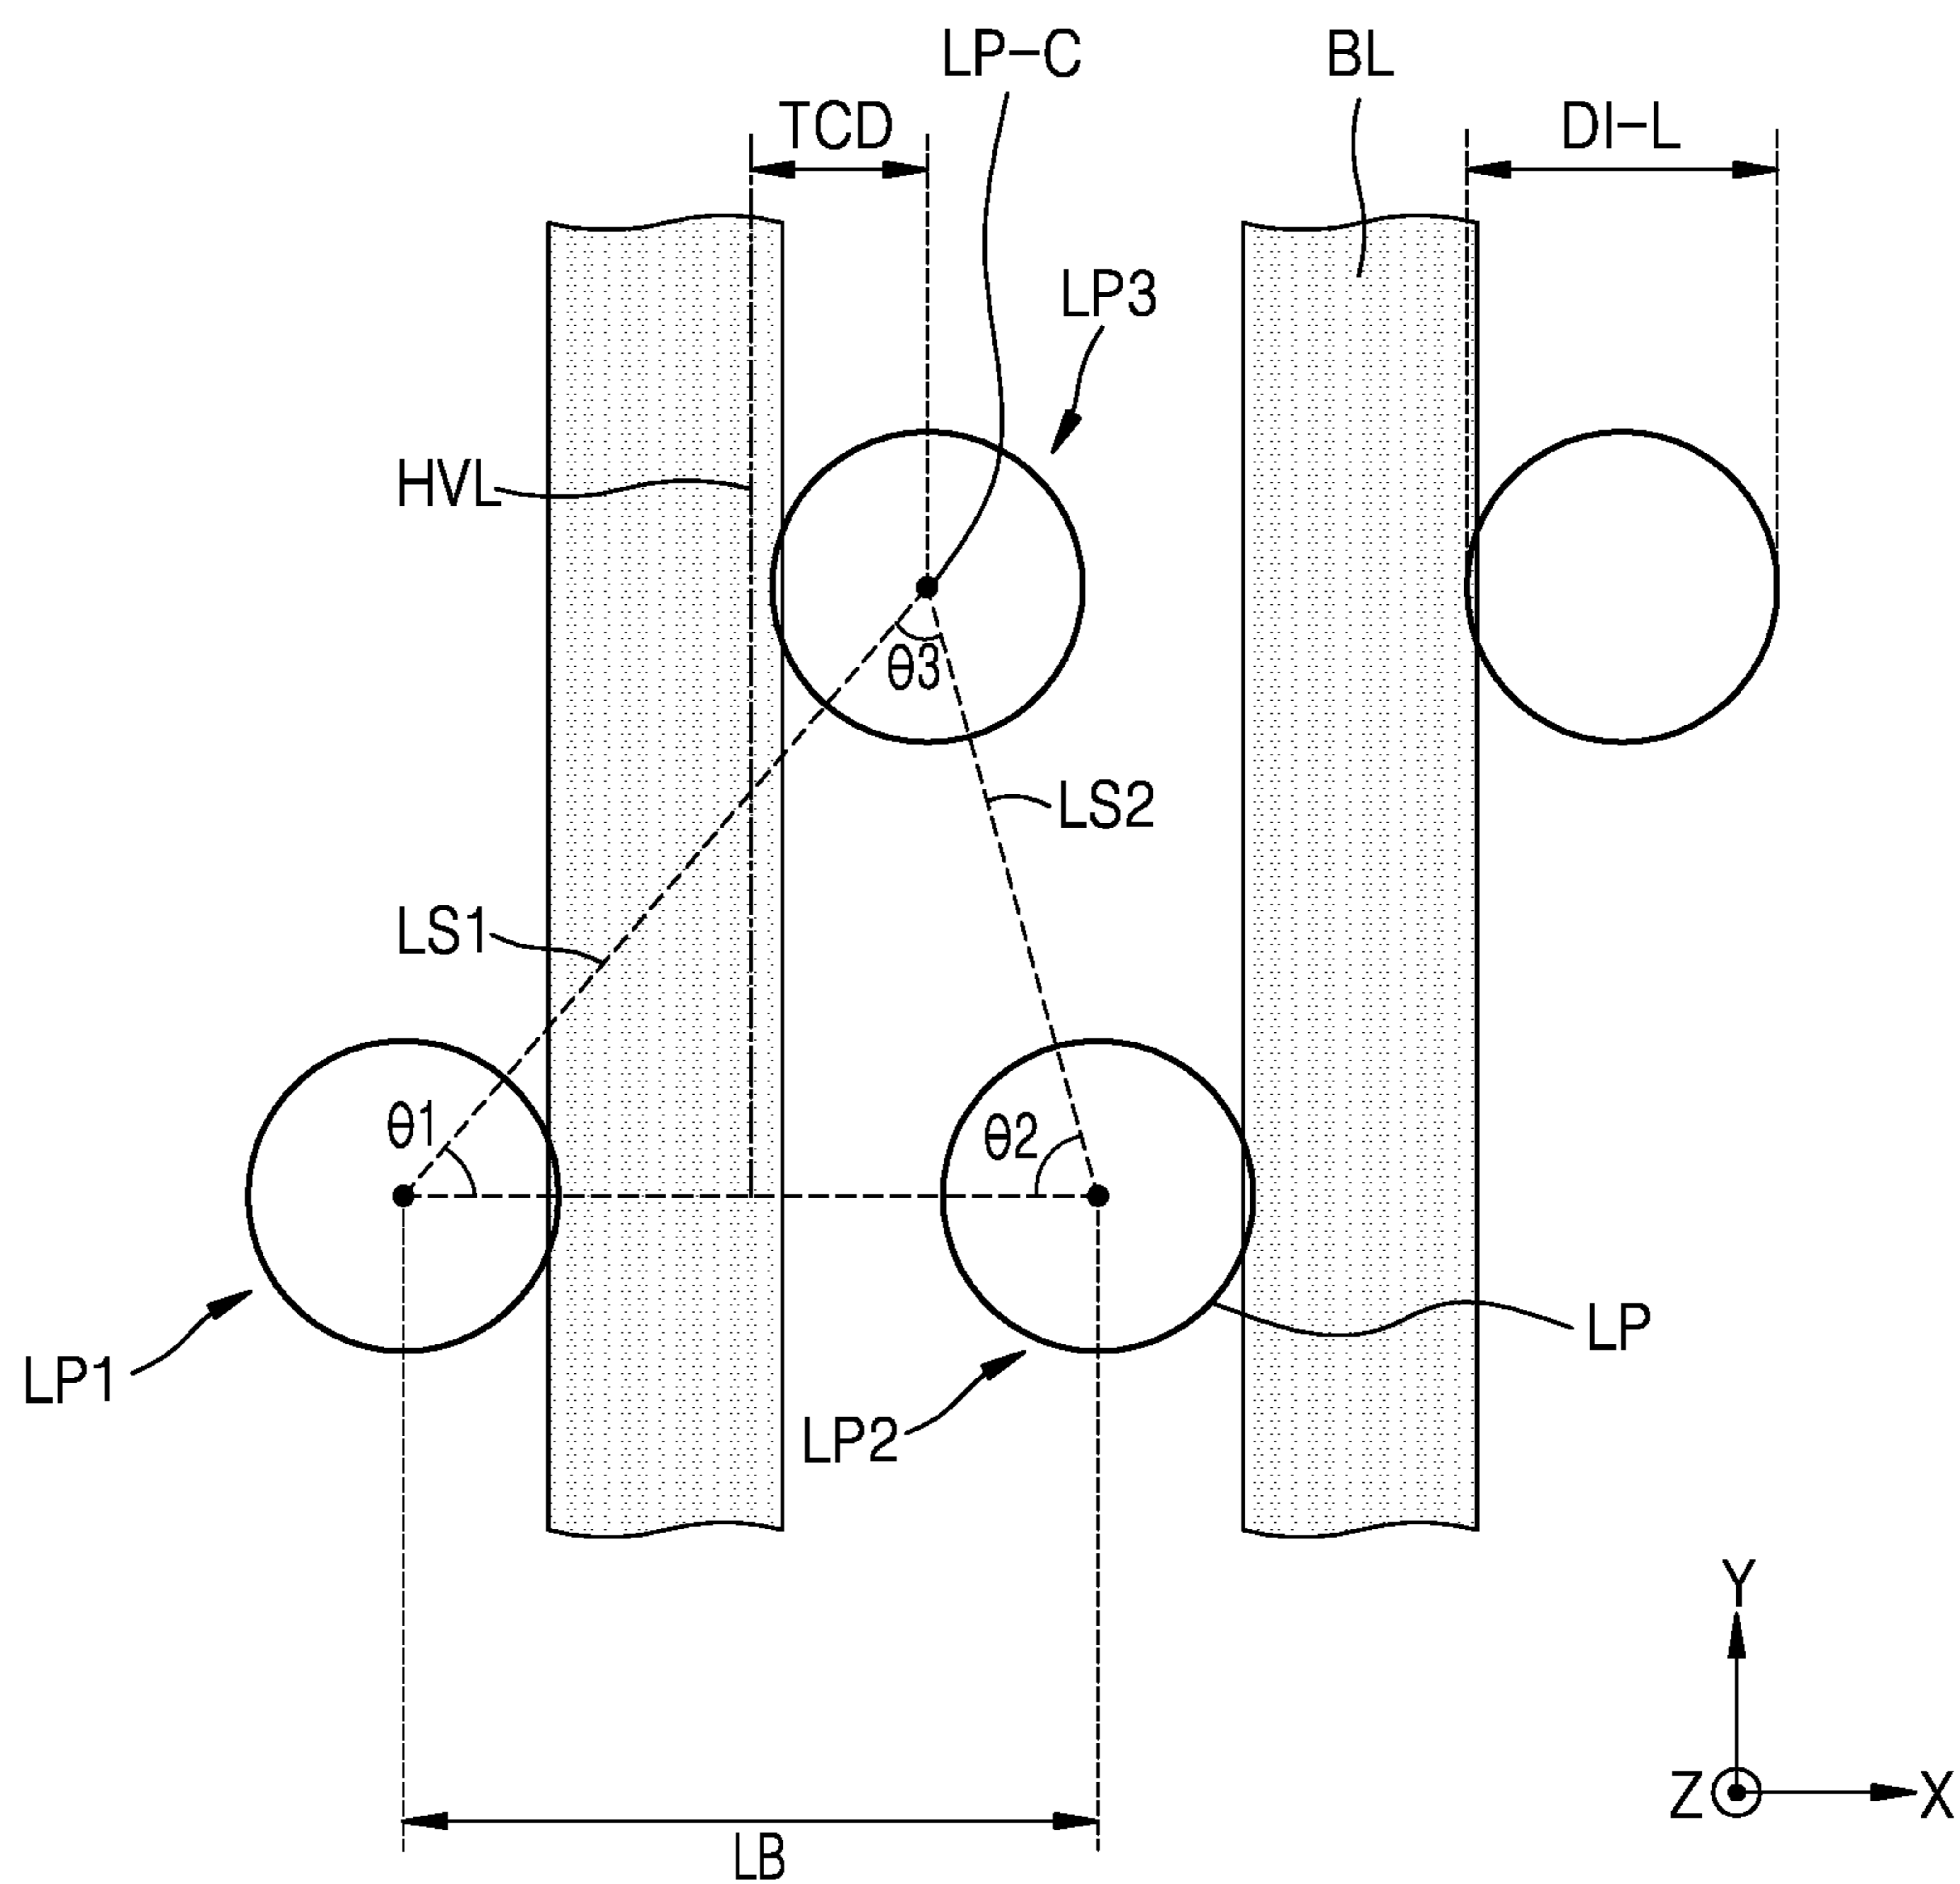 LP-C
BL
TCD
DI-L
LP3
HVL
θ3
LS2
LS1
θ1
θ2
LP
LP1
LP2
Y
Z
X
LB